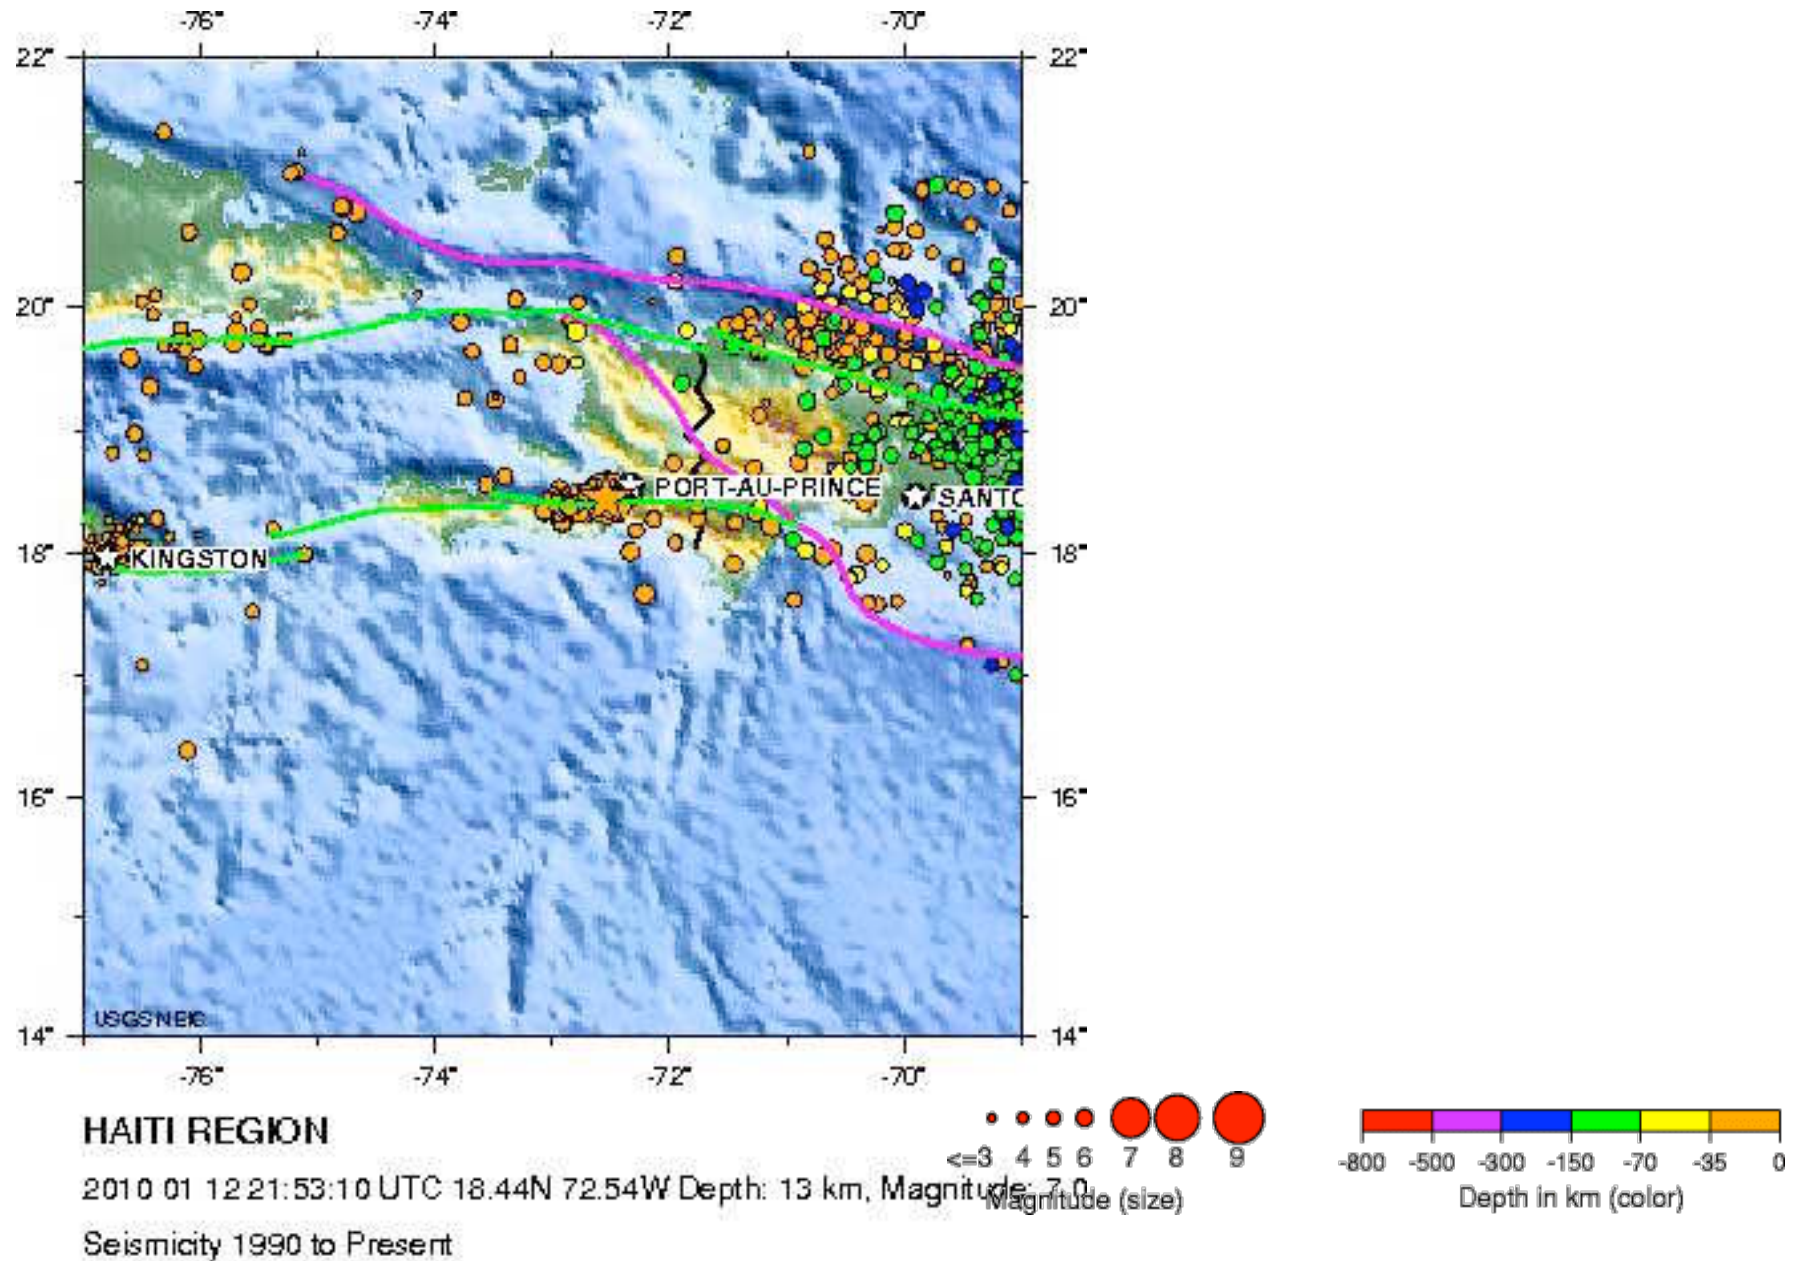 -76° -74° -72° -70°
22° 22°
20° 20°
PORT-AU-PRINCE
SANTO
18° KINGSTON 18°
16° 16°
USGS NEIC
14° 14°
-76° -74° -72° -70°
HAITI REGION
<=3 4 5 6 7 8 9
-800 -500 -300 -150 -70 -35 0
2010 01 12 21:53:10 UTC 18.44N 72.54W Depth: 13 km, Magnitude: 7.0
Magnitude (size)
Depth in km (color)
Seismicity 1990 to Present